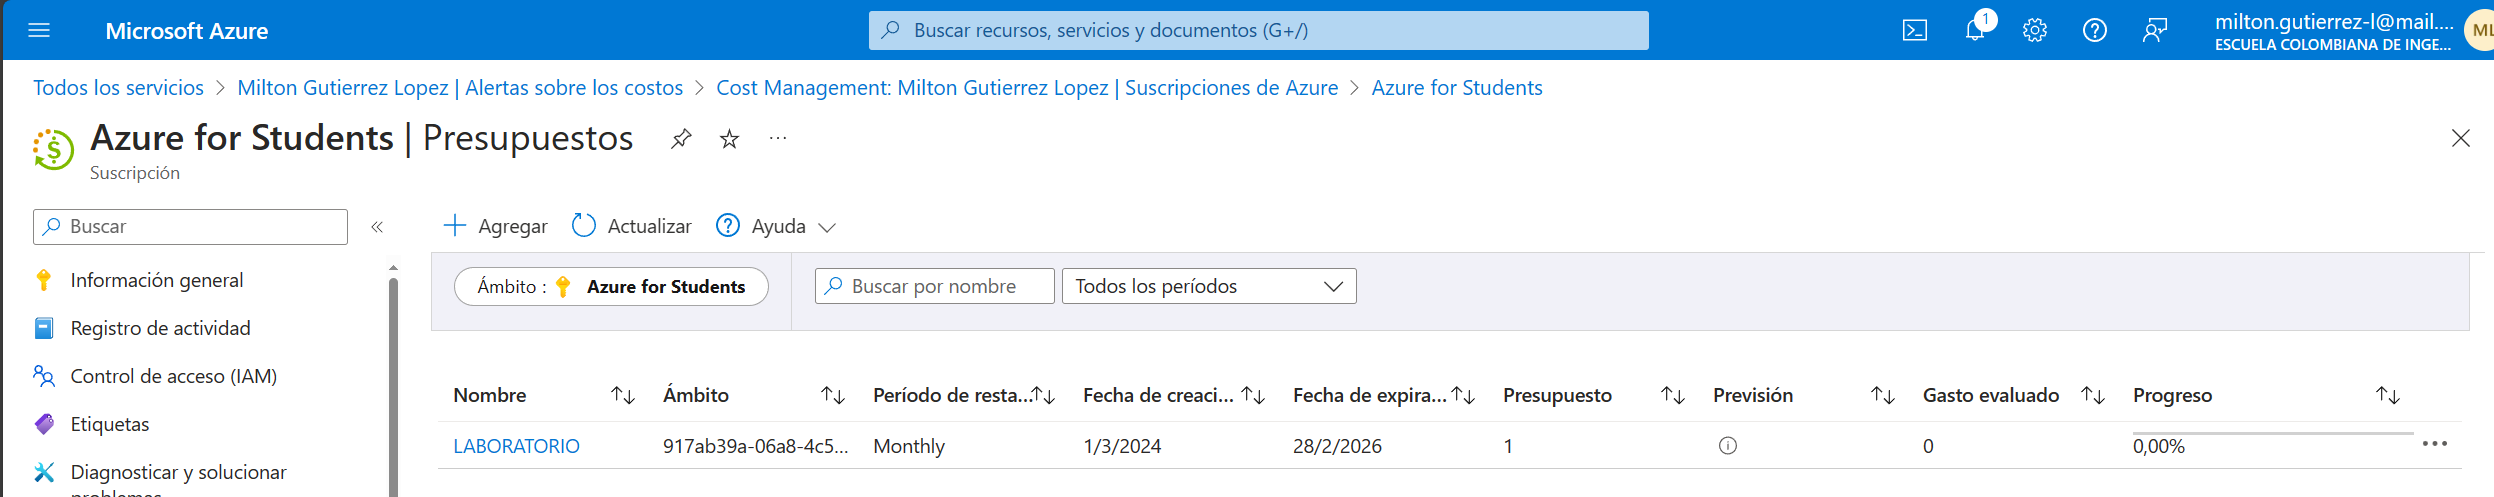 Microsoft Azure
Buscar recursos, servicios y documentos (G+/)
1
milton.gutierrez-l@mail....
ESCUELA COLOMBIANA DE INGE...
ML
Todos los servicios > Milton Gutierrez Lopez | Alertas sobre los costos > Cost Management: Milton Gutierrez Lopez | Suscripciones de Azure > Azure for Students
Azure for Students | Presupuestos
...
Suscripción
Buscar
«
Agregar
Actualizar
Ayuda
Información general
Registro de actividad
Control de acceso (IAM)
Etiquetas
Diagnosticar y solucionar
problemas
Ámbito : Azure for Students
Buscar por nombre
Todos los períodos
Nombre Ámbito Período de resta... Fecha de creaci... Fecha de expira... Presupuesto Previsión Gasto evaluado Progreso
LABORATORIO 917ab39a-06a8-4c5... Monthly 1/3/2024 28/2/2026 1 0 0,00% ...